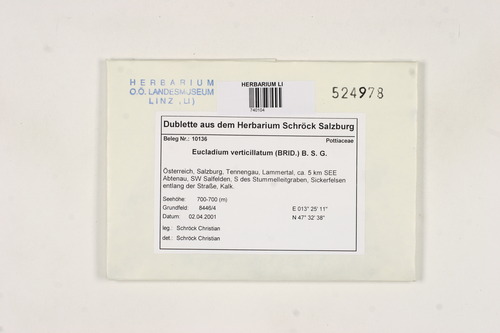 HERBARIUM
O.Ö. LANDESMUSEUM
LINZ (LI)
HERBARIUM LI
740104
524978
Dublette aus dem Herbarium Schröck Salzburg
Beleg Nr.: 10136 Pottiaceae
Eucladium verticillatum (BRID.) B. S. G.
Österreich, Salzburg, Tennengau, Lammertal, ca. 5 km SEE
Abtenau, SW Salfelden, S des Stummelleitgraben, Sickerfelsen
entlang der Straße, Kalk.
Seehöhe: 700-700 (m)
Grundfeld: 8446/4 E 013° 25' 11"
Datum: 02.04.2001 N 47° 32' 38"
leg.: Schröck Christian
det.: Schröck Christian